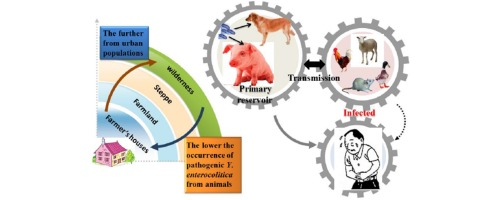 The further
from urban
populations
wilderness
Steppe
Farmland
Farmer's houses
The lower the
occurrence of
pathogenic Y.
enterocolitica
from animals
Primary
reservoir
Transmission
Infected